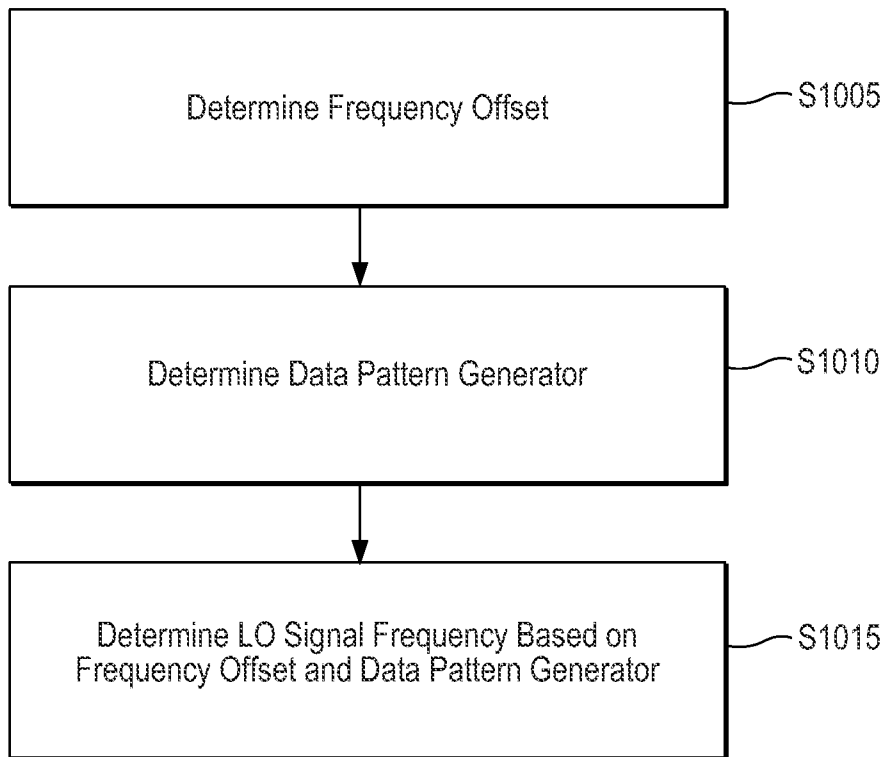 Determine Frequency Offset
S1005
Determine Data Pattern Generator
S1010
Determine LO Signal Frequency Based on
Frequency Offset and Data Pattern Generator
S1015